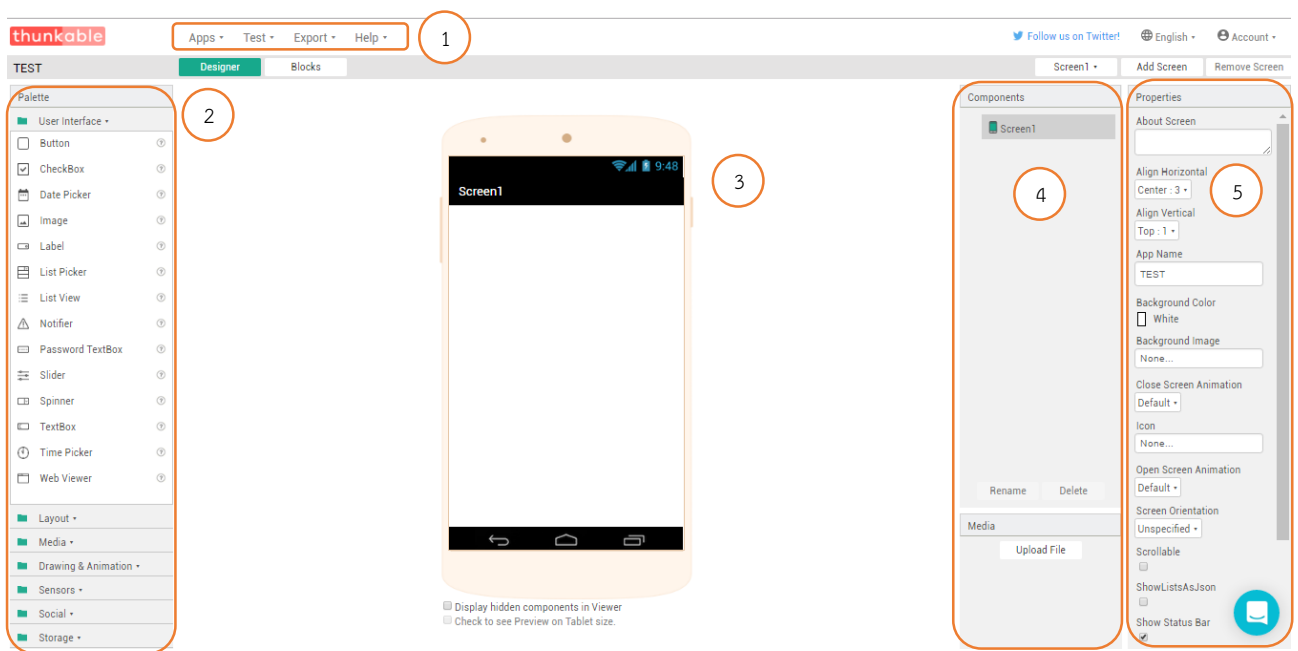 thunkable
Apps Test Export Help
1
Follow us on Twitter!
English
Account
TEST
Designer
Blocks
Screen1
Add Screen
Remove Screen
Palette
2
User Interface
Button
CheckBox
Date Picker
Image
Label
List Picker
List View
Notifier
Password TextBox
Slider
Spinner
TextBox
Time Picker
Web Viewer
Layout
Media
Drawing & Animation
Sensors
Social
Storage
9:48
Screen1
3
Display hidden components in Viewer
Check to see Preview on Tablet size.
Components
Screen1
4
Rename Delete
Media
Upload File
Properties
About Screen
Align Horizontal
Center : 3
5
Align Vertical
Top : 1
App Name
TEST
Background Color
White
Background Image
None...
Close Screen Animation
Default
Icon
None...
Open Screen Animation
Default
Screen Orientation
Unspecified
Scrollable
ShowListsAsJson
Show Status Bar